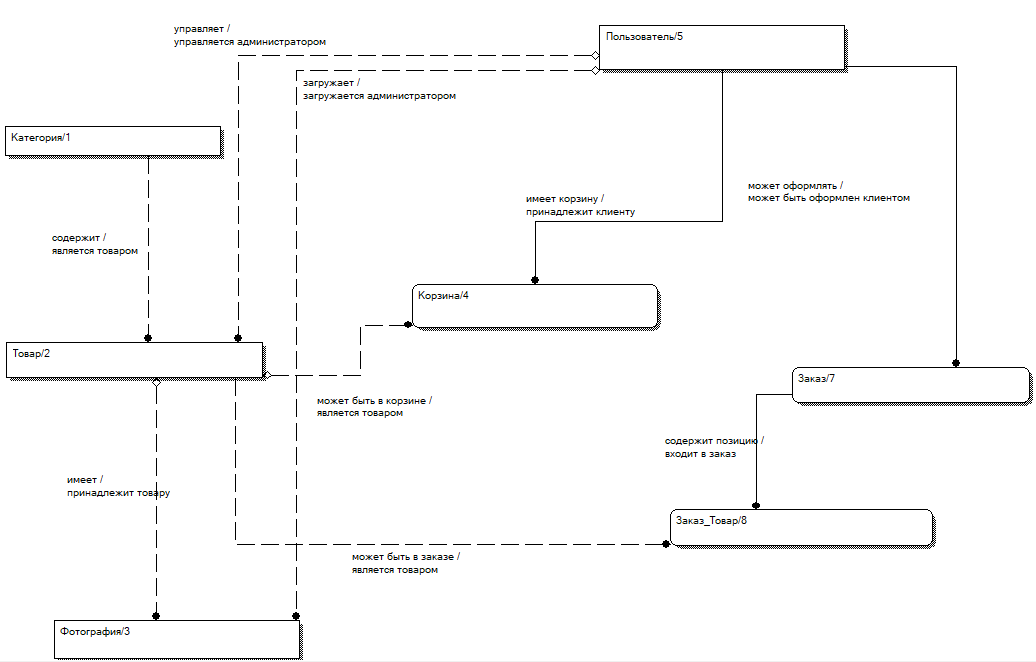 управляет /
управляется администратором
Пользователь/5
загружает /
загружается администратором
Категория/1
может оформлять /
может быть оформлен клиентом
имеет корзину /
принадлежит клиенту
содержит /
является товаром
Корзина/4
Товар/2
Заказ/7
может быть в корзине /
является товаром
содержит позицию /
входит в заказ
имеет /
принадлежит товару
Заказ_Товар/8
может быть в заказе /
является товаром
Фотография/3